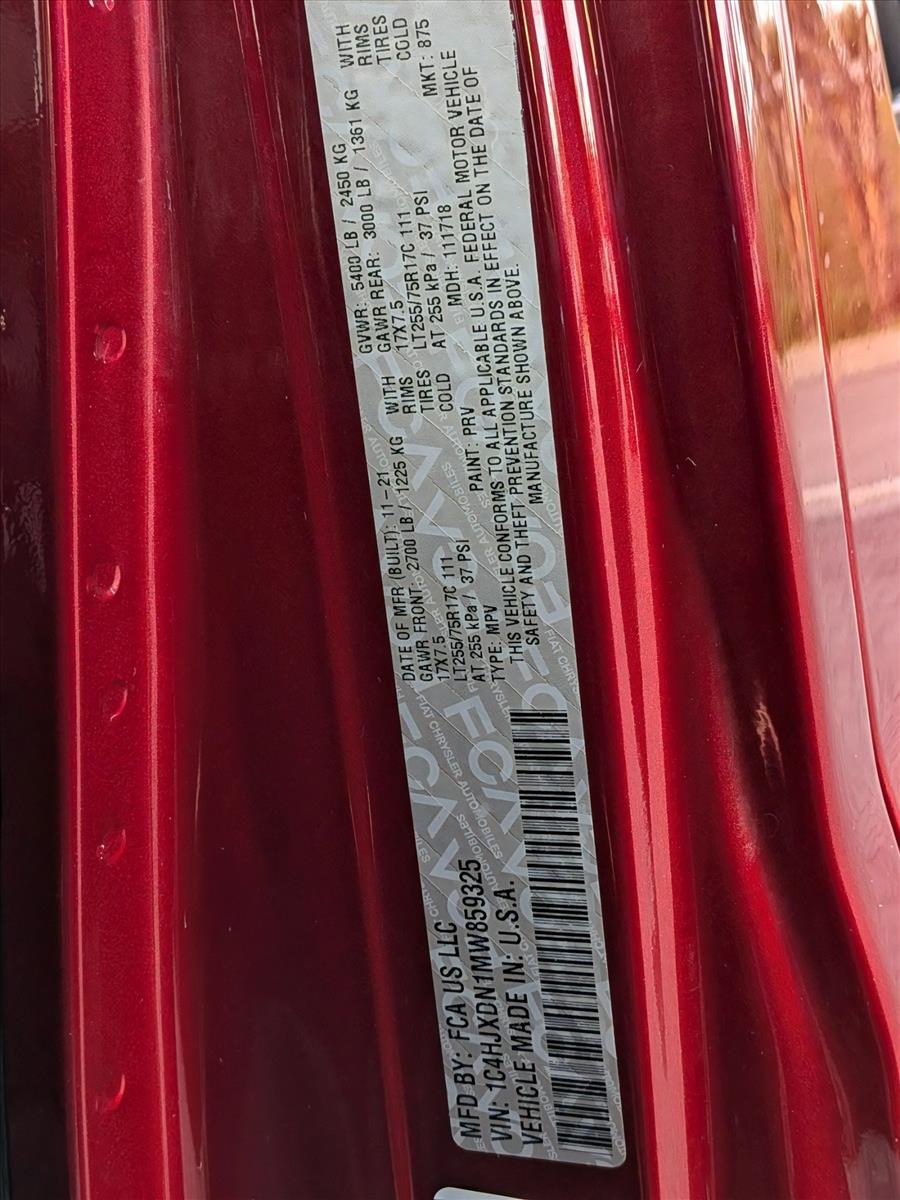 MFD BY: FCA US LLC
VIN: 1C4HJXDN1MW859325
VEHICLE MADE IN: U.S.A.
DATE OF MFR (BUILT): 11-21 GVWR: 5400 LB / 2450 KG
GAWR FRONT: 2700 LB / 1225 KG WITH GAWR REAR: 3000 LB / 1361 KG WITH
17X7.5 RIMS 17X7.5 RIMS
LT255/75R17C 111 TIRES LT255/75R17C 111 TIRES
AT 255 kPa / 37 PSI COLD AT 255 kPa / 37 PSI COLD
TYPE: MPV PAINT: PRV MDH: 111718 MKT: 875
THIS VEHICLE CONFORMS TO ALL APPLICABLE U.S.A. FEDERAL MOTOR VEHICLE
SAFETY AND THEFT PREVENTION STANDARDS IN EFFECT ON THE DATE OF
MANUFACTURE SHOWN ABOVE.